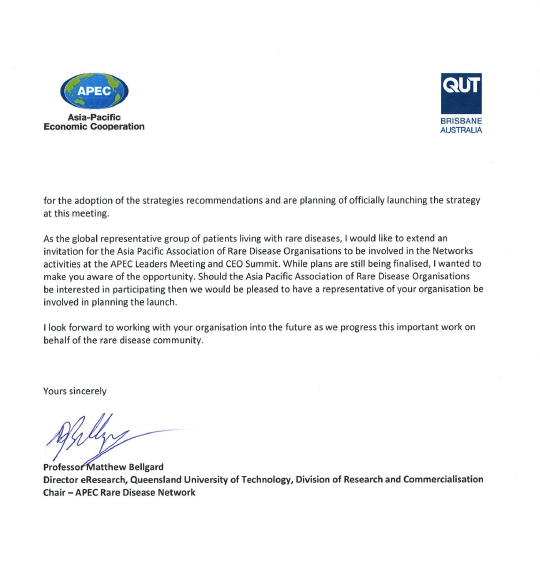 APEC
Asia-Pacific
Economic Cooperation
QUT
BRISBANE
AUSTRALIA
for the adoption of the strategies recommendations and are planning of officially launching the strategy
at this meeting.
As the global representative group of patients living with rare diseases, I would like to extend an
invitation for the Asia Pacific Association of Rare Disease Organisations to be involved in the Networks
activities at the APEC Leaders Meeting and CEO Summit. While plans are still being finalised, I wanted to
make you aware of the opportunity. Should the Asia Pacific Association of Rare Disease Organisations
be interested in participating then we would be pleased to have a representative of your organisation be
involved in planning the launch.
I look forward to working with your organisation into the future as we progress this important work on
behalf of the rare disease community.
Yours sincerely
Professor Matthew Bellgard
Director eResearch, Queensland University of Technology, Division of Research and Commercialisation
Chair – APEC Rare Disease Network